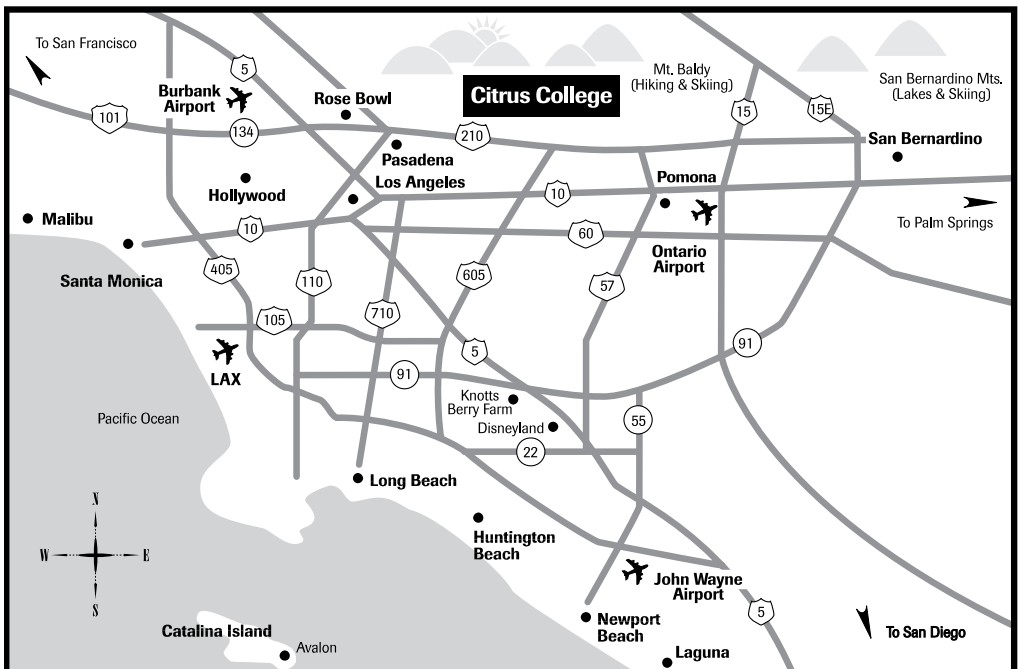 To San Francisco
5
Burbank
Airport
Rose Bowl
Citrus College
Mt. Baldy
(Hiking & Skiing)
San Bernardino Mts.
(Lakes & Skiing)
101
134
210
15
15E
San Bernardino
Pasadena
Hollywood
Los Angeles
10
Pomona
Malibu
10
60
To Palm Springs
Santa Monica
Ontario
Airport
405
110
605
57
105
710
5
91
LAX
91
Knotts
Berry Farm
Disneyland
55
Pacific Ocean
22
Long Beach
N
W
E
S
Huntington
Beach
John Wayne
Airport
5
Newport
Beach
To San Diego
Catalina Island
Avalon
Laguna